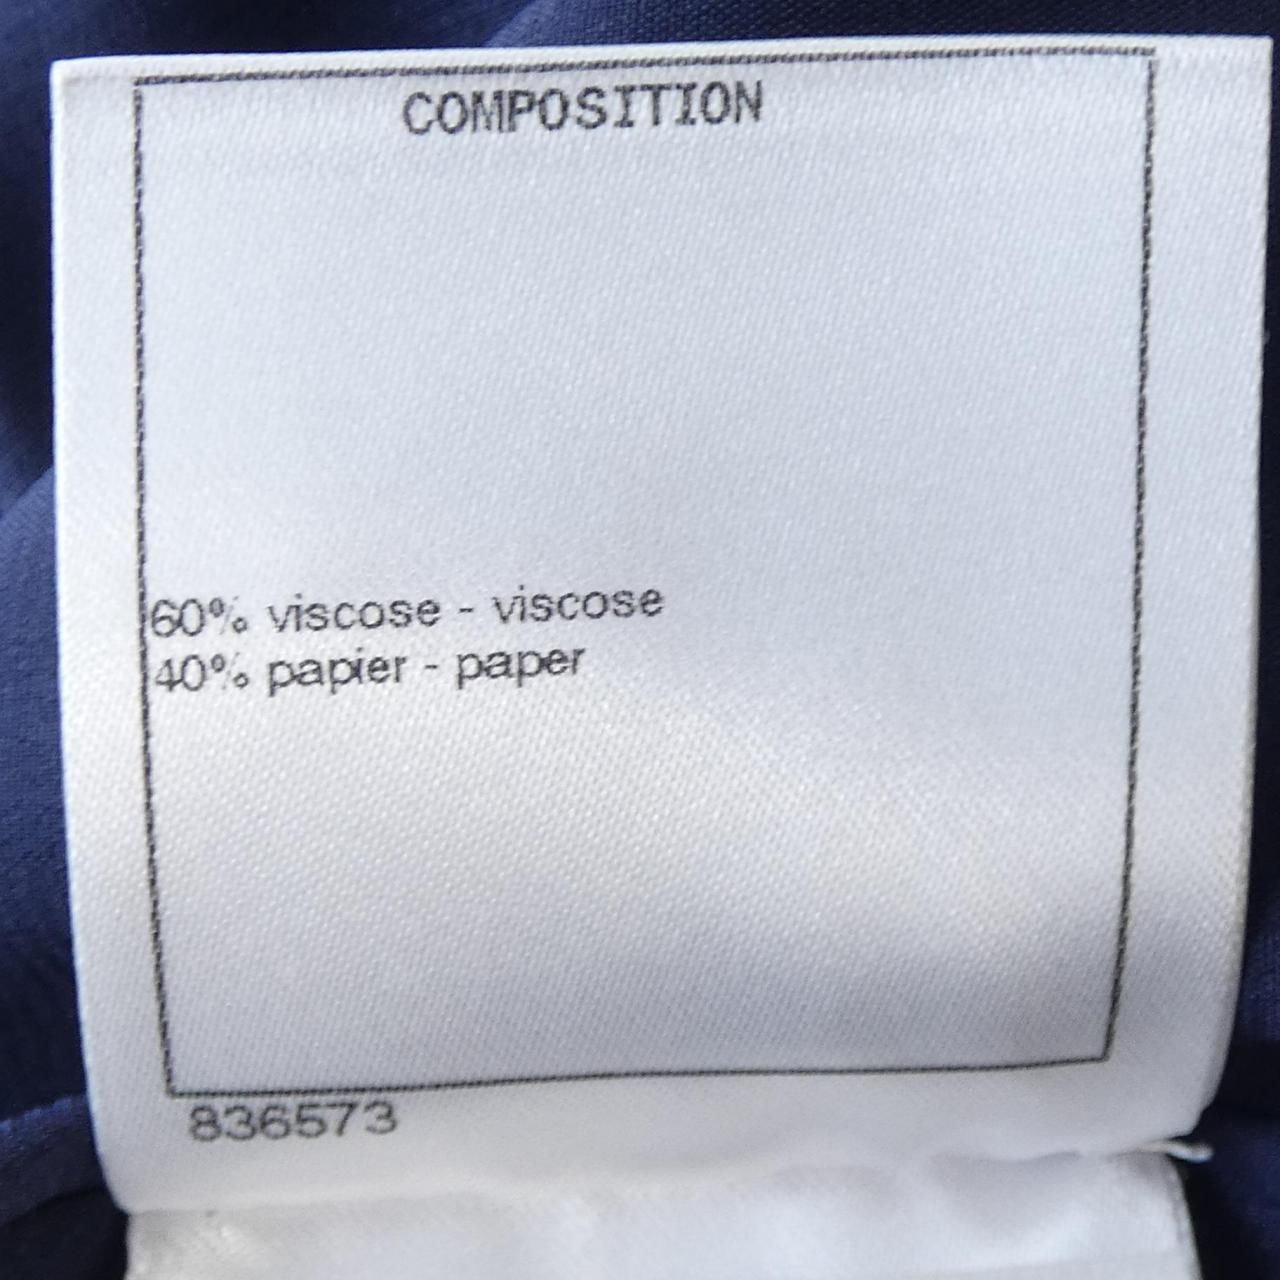 COMPOSITION
60% viscose - viscose
40% papier - paper
836573